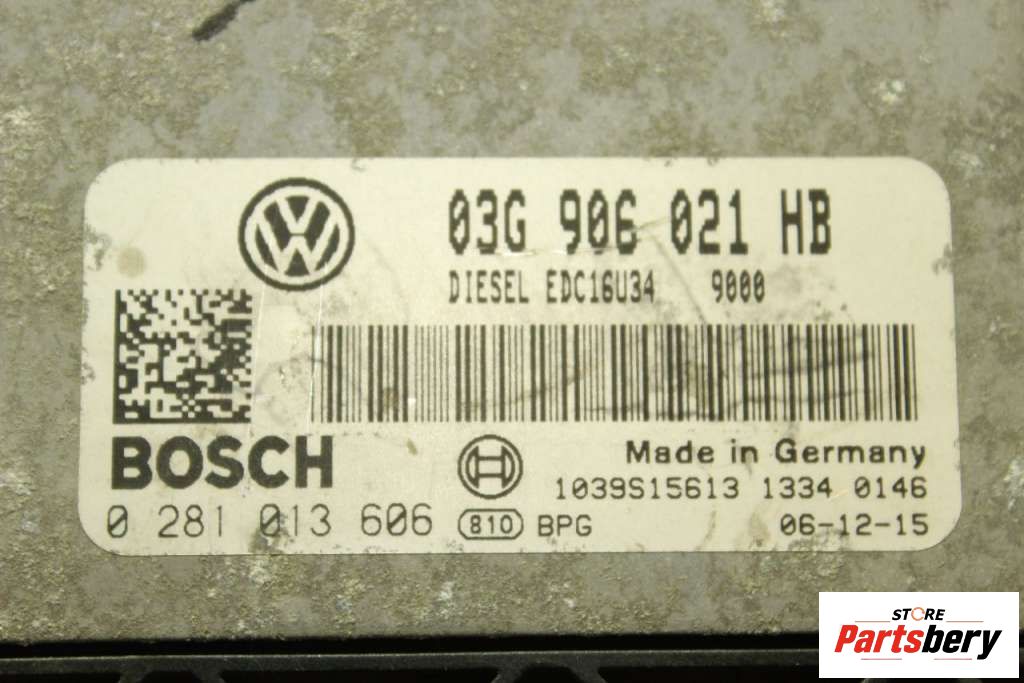 03G 906 021 HB
DIESEL EDC16U34 9000
BOSCH
Made in Germany
1039S15613 1334 0146
0 281 013 606 810 BPG 06-12-15
STORE
Partsbery